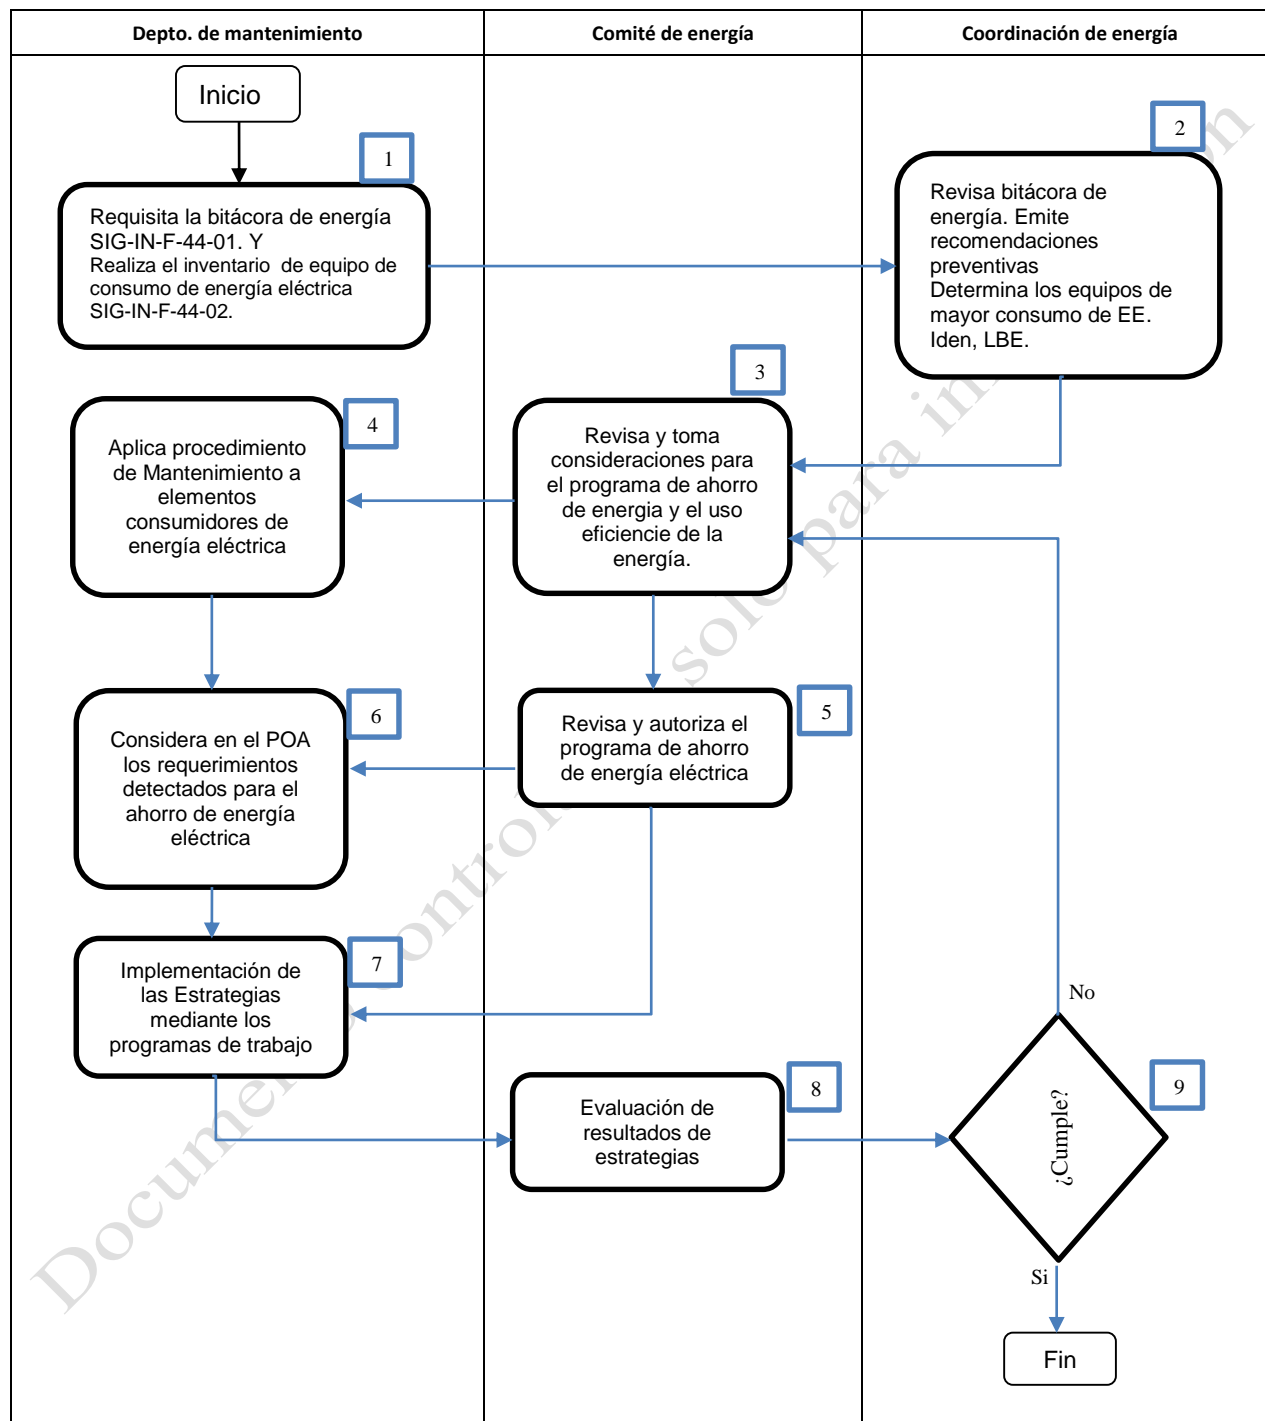 Depto. de mantenimiento
Comité de energía
Coordinación de energía
Inicio
1
Requisita la bitácora de energía
SIG-IN-F-44-01. Y
Realiza el inventario de equipo de
consumo de energía eléctrica
SIG-IN-F-44-02.
2
Revisa bitácora de
energía. Emite
recomendaciones
preventivas
Determina los equipos de
mayor consumo de EE.
Iden, LBE.
3
Revisa y toma
consideraciones para
el programa de ahorro
de energia y el uso
eficiencie de la
energía.
4
Aplica procedimiento
de Mantenimiento a
elementos
consumidores de
energía eléctrica
5
Revisa y autoriza el
programa de ahorro
de energía eléctrica
6
Considera en el POA
los requerimientos
detectados para el
ahorro de energía
eléctrica
7
Implementación de
las Estrategias
mediante los
programas de trabajo
8
Evaluación de
resultados de
estrategias
9
¿Cumple?
No
Si
Fin
solo para